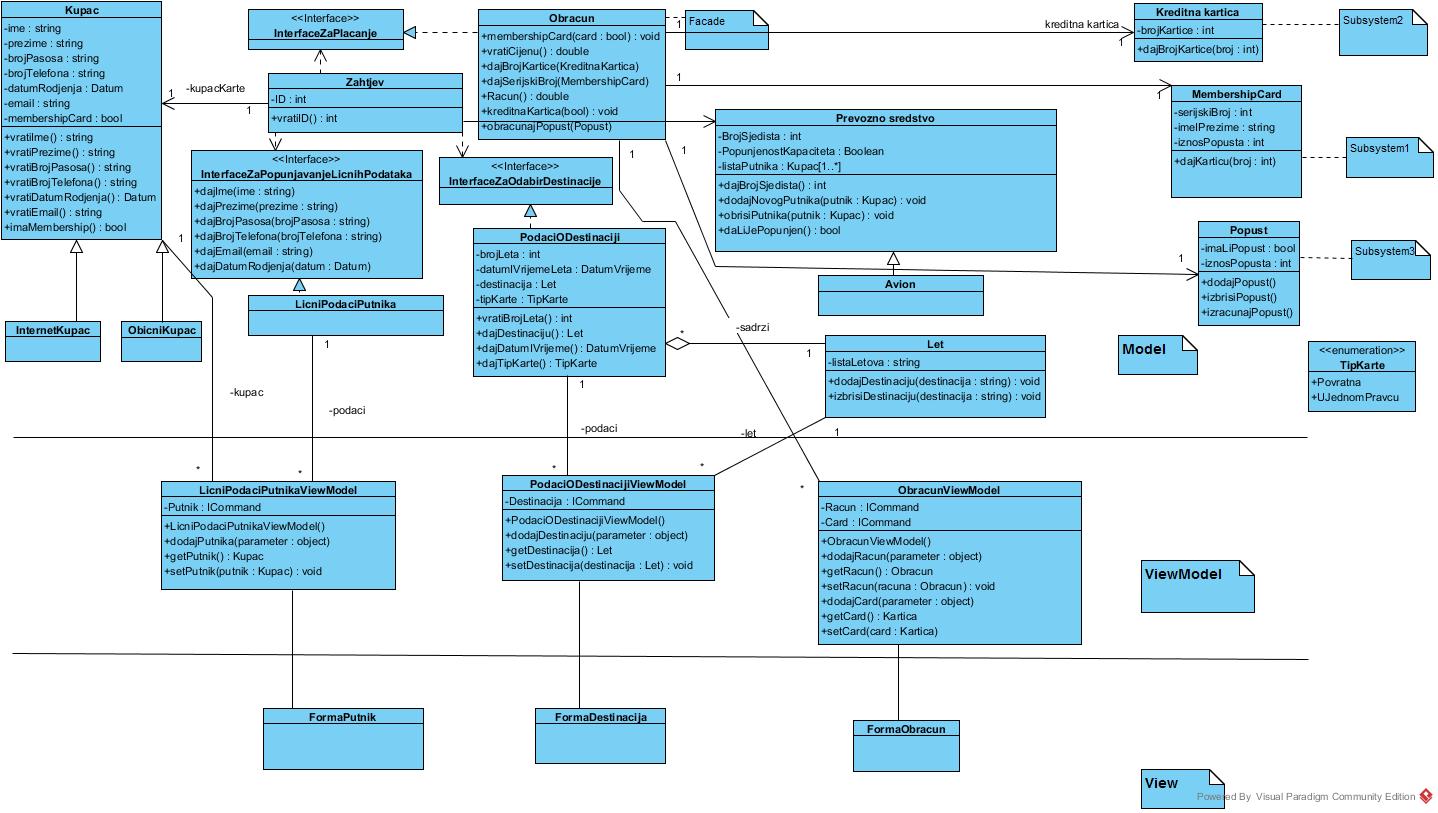 Kupac
-ime : string
-prezime : string
-brojPasosa : string
-brojTelefona : string
-datumRodjenja : Datum
-email : string
-membershipCard : bool
+vratiIme() : string
+vratiPrezime() : string
+vratiBrojPasosa() : string
+vratiBrojTelefona() : string
+vratiDatumRodjenja() : Datum
+vratiEmail() : string
+imaMembership() : bool
<<Interface>>
InterfaceZaPlacanje
Obracun
+membershipCard(card : bool) : void
+vratiCijenu() : double
+dajBrojKartice(KreditnaKartica)
+dajSerijskiBroj(MembershipCard)
+Racun() : double
+kreditnaKartica(bool) : void
+obracunajPopust(Popust)
1
Facade
kreditna kartica
1
Kreditna kartica
-brojKartice : int
+dajBrojKartice(broj : int)
Subsystem2
Zahtjev
-ID : int
+vratiID() : int
1
-kupacKarte
1
1
1
MembershipCard
-serijskiBroj : int
-imeIPrezime : string
-iznosPopusta : int
+dajKarticu(broj : int)
Subsystem1
Prevozno sredstvo
-BrojSjedista : int
-PopunjenostKapaciteta : Boolean
-listaPutnika : Kupac[1..*]
+dajBrojSjedista() : int
+dodajNovogPutnika(putnik : Kupac) : void
+obrisiPutnika(putnik : Kupac) : void
+daLiJePopunjen() : bool
<<Interface>>
InterfaceZaPopunjavanjeLicnihPodataka
+dajIme(ime : string)
+dajPrezime(prezime : string)
+dajBrojPasosa(brojPasosa : string)
+dajBrojTelefona(brojTelefona : string)
+dajEmail(email : string)
+dajDatumRodjenja(datum : Datum)
<<Interface>>
InterfaceZaOdabirDestinacije
1
1
1
1
Popust
-imaLiPopust : bool
-iznosPopusta : int
+dodajPopust()
+izbrisiPopust()
+izracunajPopust()
Subsystem3
PodaciODestinaciji
-brojLeta : int
-datumIVrijemeLeta : DatumVrijeme
-destinacija : Let
-tipKarte : TipKarte
+vratiBrojLeta() : int
+dajDestinaciju() : Let
+dajDatumIVrijeme() : DatumVrijeme
+dajTipKarte() : TipKarte
Avion
LicniPodaciPutnika
InternetKupac
ObicniKupac
1
*
-sadrzi
1
Let
-listaLetova : string
+dodajDestinaciju(destinacija : string) : void
+izbrisiDestinaciju(destinacija : string) : void
Model
<<enumeration>>
TipKarte
+Povratna
+UJednomPravcu
-kupac
-podaci
1
-podaci
-let
1
*
*
*
*
*
LicniPodaciPutnikaViewModel
-Putnik : ICommand
+LicniPodaciPutnikaViewModel()
+dodajPutnika(parameter : object)
+getPutnik() : Kupac
+setPutnik(putnik : Kupac) : void
PodaciODestinacijiViewModel
-Destinacija : ICommand
+PodaciODestinacijiViewModel()
+dodajDestinaciju(parameter : object)
+getDestinacija() : Let
+setDestinacija(destinacija : Let) : void
ObracunViewModel
-Racun : ICommand
-Card : ICommand
+ObracunViewModel()
+dodajRacun(parameter : object)
+getRacun() : Obracun
+setRacun(racuna : Obracun) : void
+dodajCard(parameter : object)
+getCard() : Kartica
+setCard(card : Kartica)
ViewModel
FormaPutnik
FormaDestinacija
FormaObracun
View
Powered By Visual Paradigm Community Edition